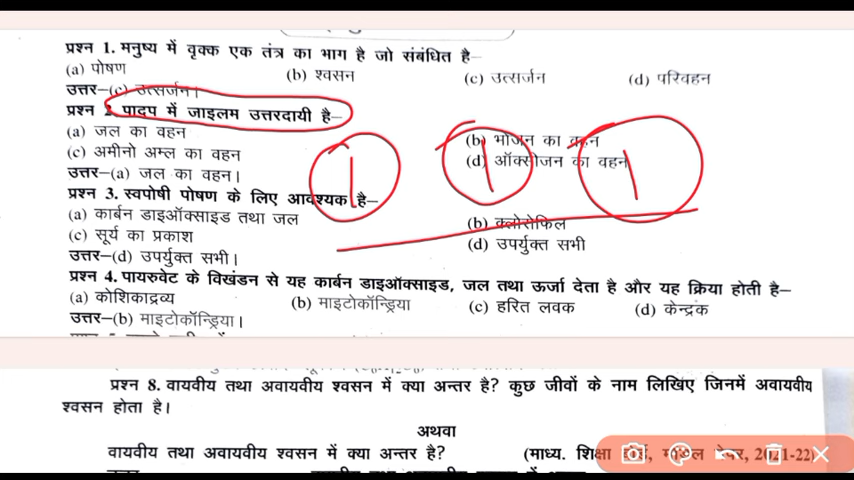 प्रश्न 1. मनुष्य में वृक्क एक तंत्र का भाग है जो संबंधित है—
(a) पोषण (b) श्वसन (c) उत्सर्जन (d) परिवहन
उत्तर—(c) उत्सर्जन।
प्रश्न 2. पादप में जाइलम उत्तरदायी है—
(a) जल का वहन (b) भोजन का वहन
(c) अमीनो अम्ल का वहन (d) ऑक्सीजन का वहन
उत्तर—(a) जल का वहन।
प्रश्न 3. स्वपोषी पोषण के लिए आवश्यक है—
(a) कार्बन डाइऑक्साइड तथा जल (b) क्लोरोफिल
(c) सूर्य का प्रकाश (d) उपर्युक्त सभी
उत्तर—(d) उपर्युक्त सभी।
प्रश्न 4. पायरुवेट के विखंडन से यह कार्बन डाइऑक्साइड, जल तथा ऊर्जा देता है और यह क्रिया होती है—
(a) कोशिकाद्रव्य (b) माइटोकॉन्ड्रिया (c) हरित लवक (d) केन्द्रक
उत्तर—(b) माइटोकॉन्ड्रिया।
प्रश्न 8. वायवीय तथा अवायवीय श्वसन में क्या अन्तर है? कुछ जीवों के नाम लिखिए जिनमें अवायवीय
श्वसन होता है।
अथवा
वायवीय तथा अवायवीय श्वसन में क्या अन्तर है? (माध्य. शिक्षा 2021-22)